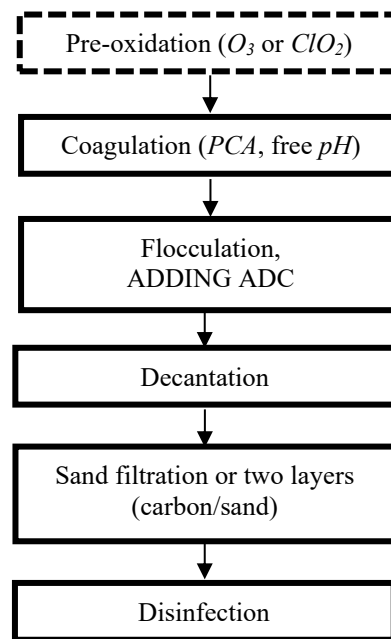 Pre-oxidation (O3 or ClO2)
Coagulation (PCA, free pH)
Flocculation,
ADDING ADC
Decantation
Sand filtration or two layers
(carbon/sand)
Disinfection